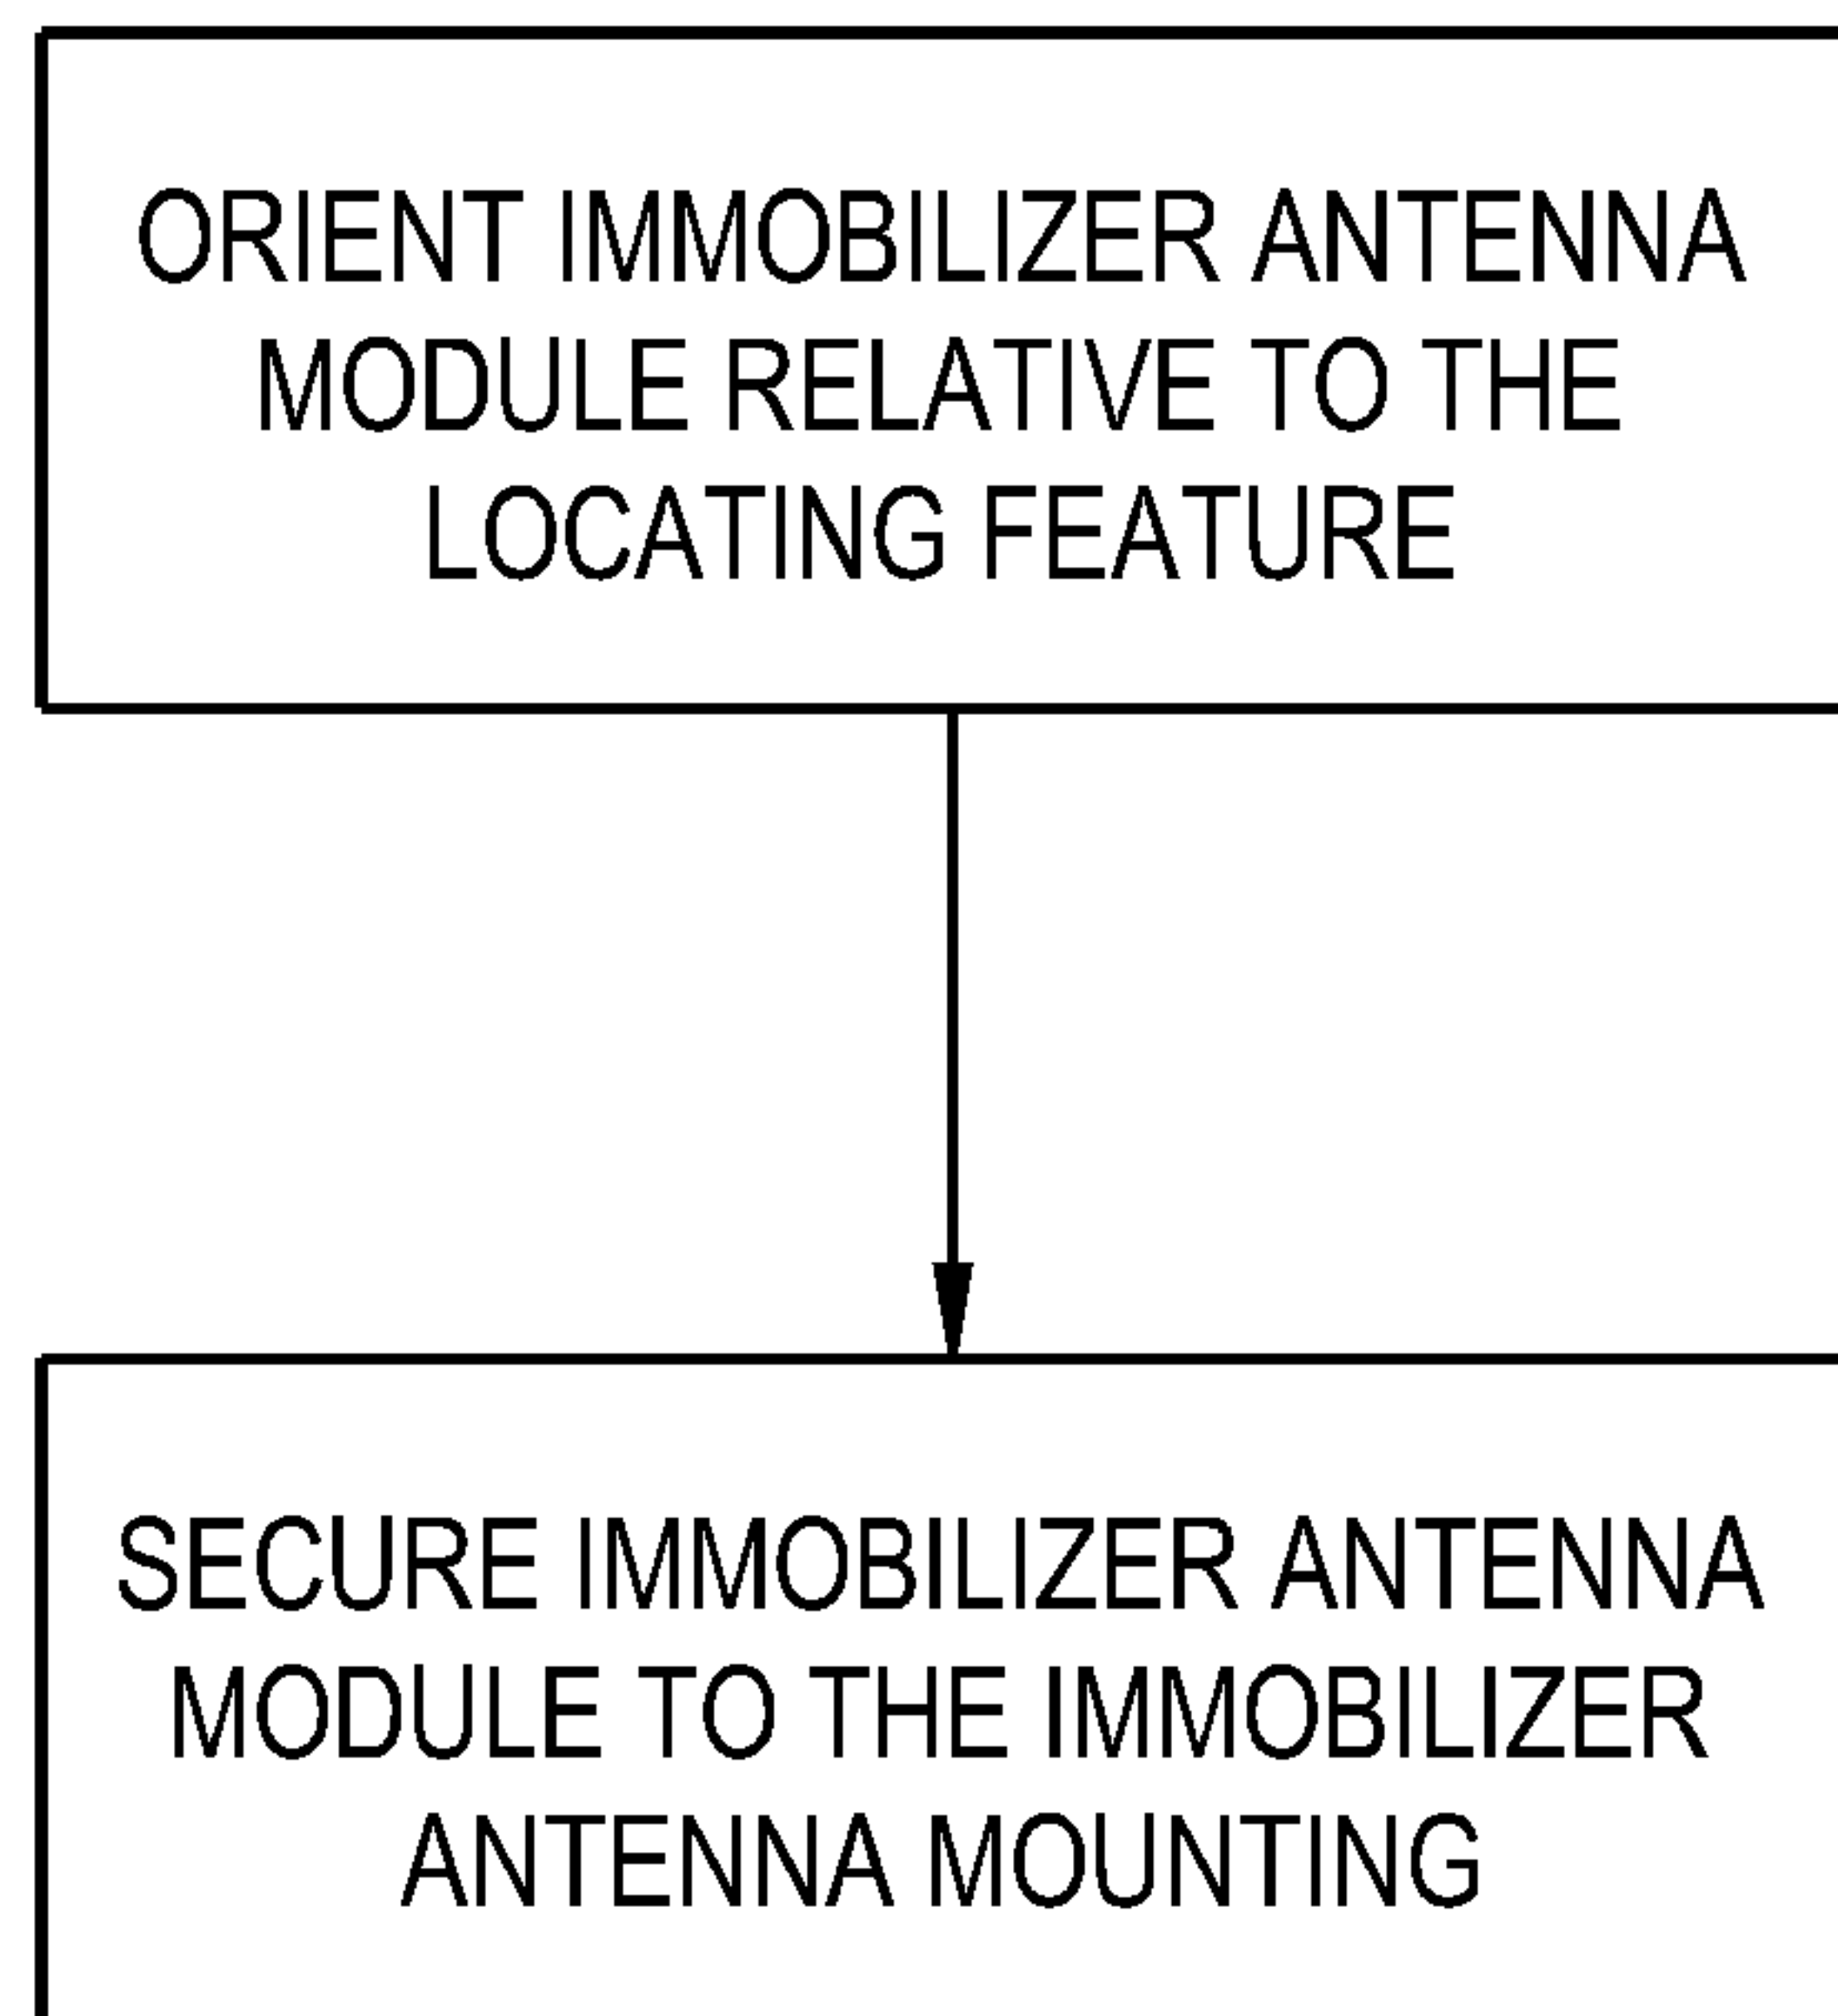 ORIENT IMMOBILIZER ANTENNA
MODULE RELATIVE TO THE
LOCATING FEATURE
SECURE IMMOBILIZER ANTENNA
MODULE TO THE IMMOBILIZER
ANTENNA MOUNTING